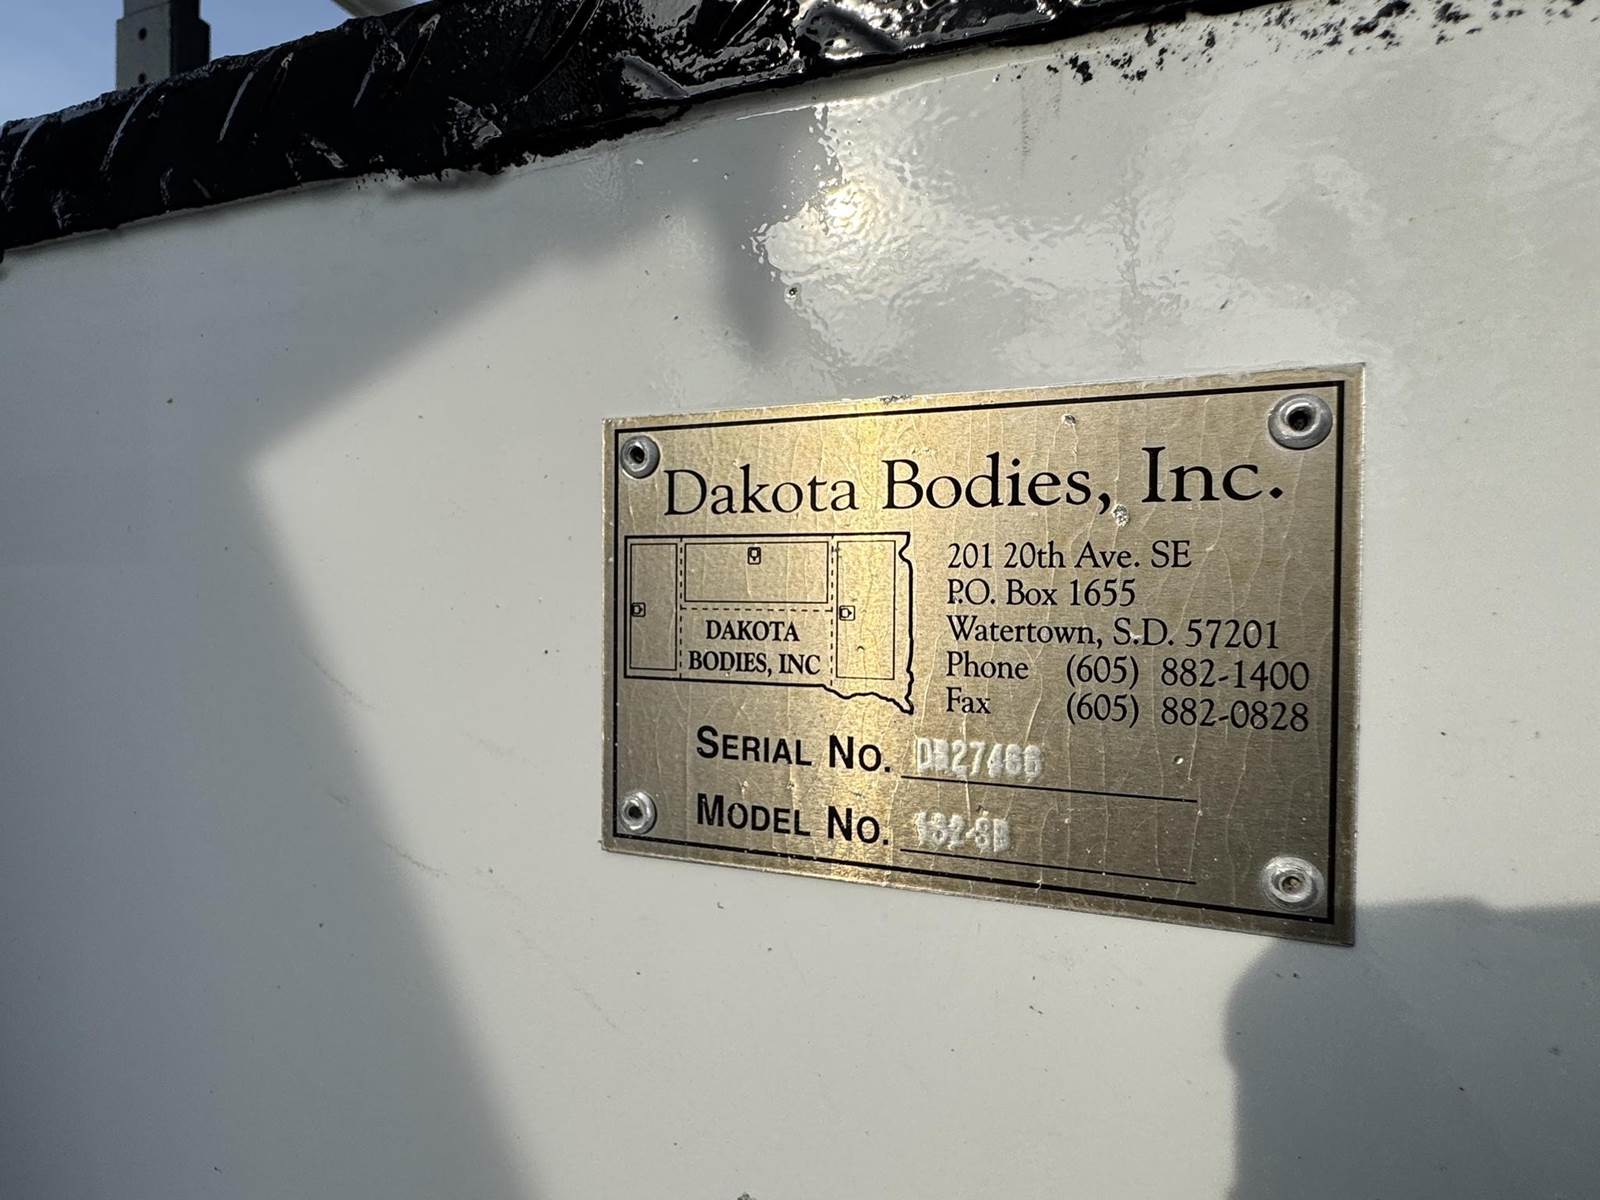 Dakota Bodies, Inc.
DAKOTA
BODIES, INC
201 20th Ave. SE
P.O. Box 1655
Watertown, S.D. 57201
Phone (605) 882-1400
Fax (605) 882-0828
SERIAL NO.
MODEL NO.